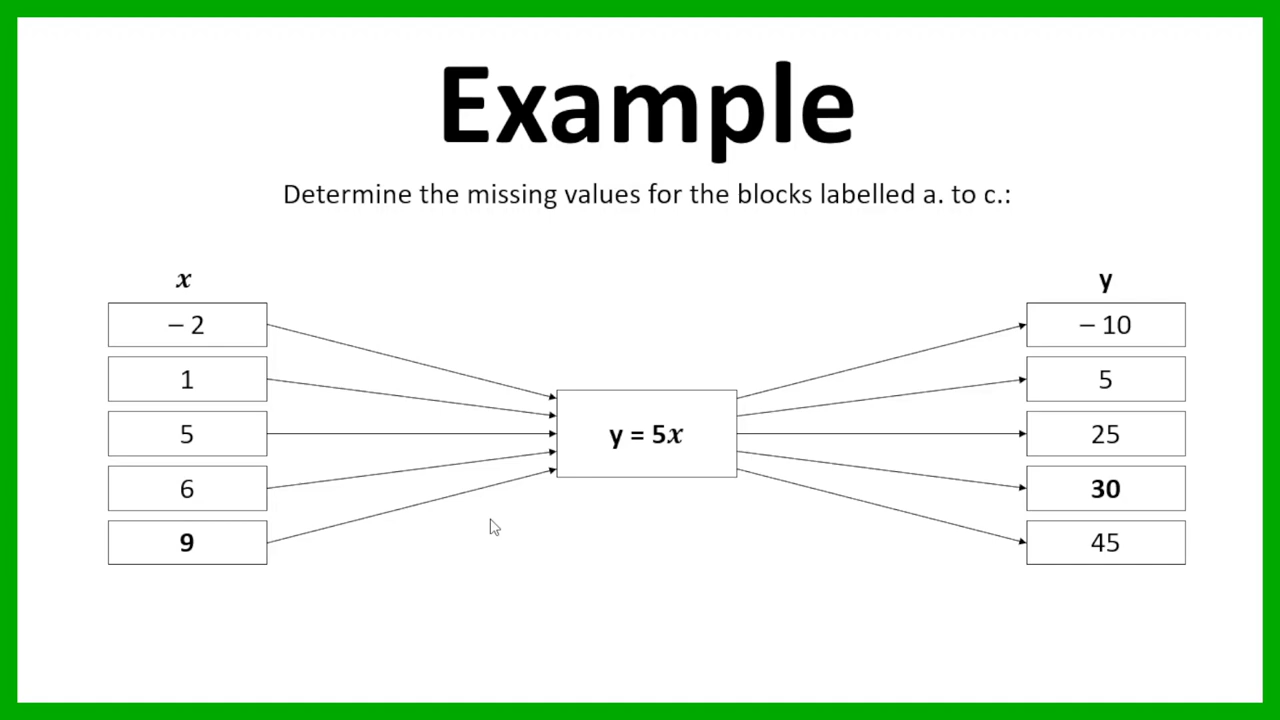 Example
Determine the missing values for the blocks labelled a. to c.:
x y
– 2 – 10
1 5
5 y = 5x 25
6 30
9 45